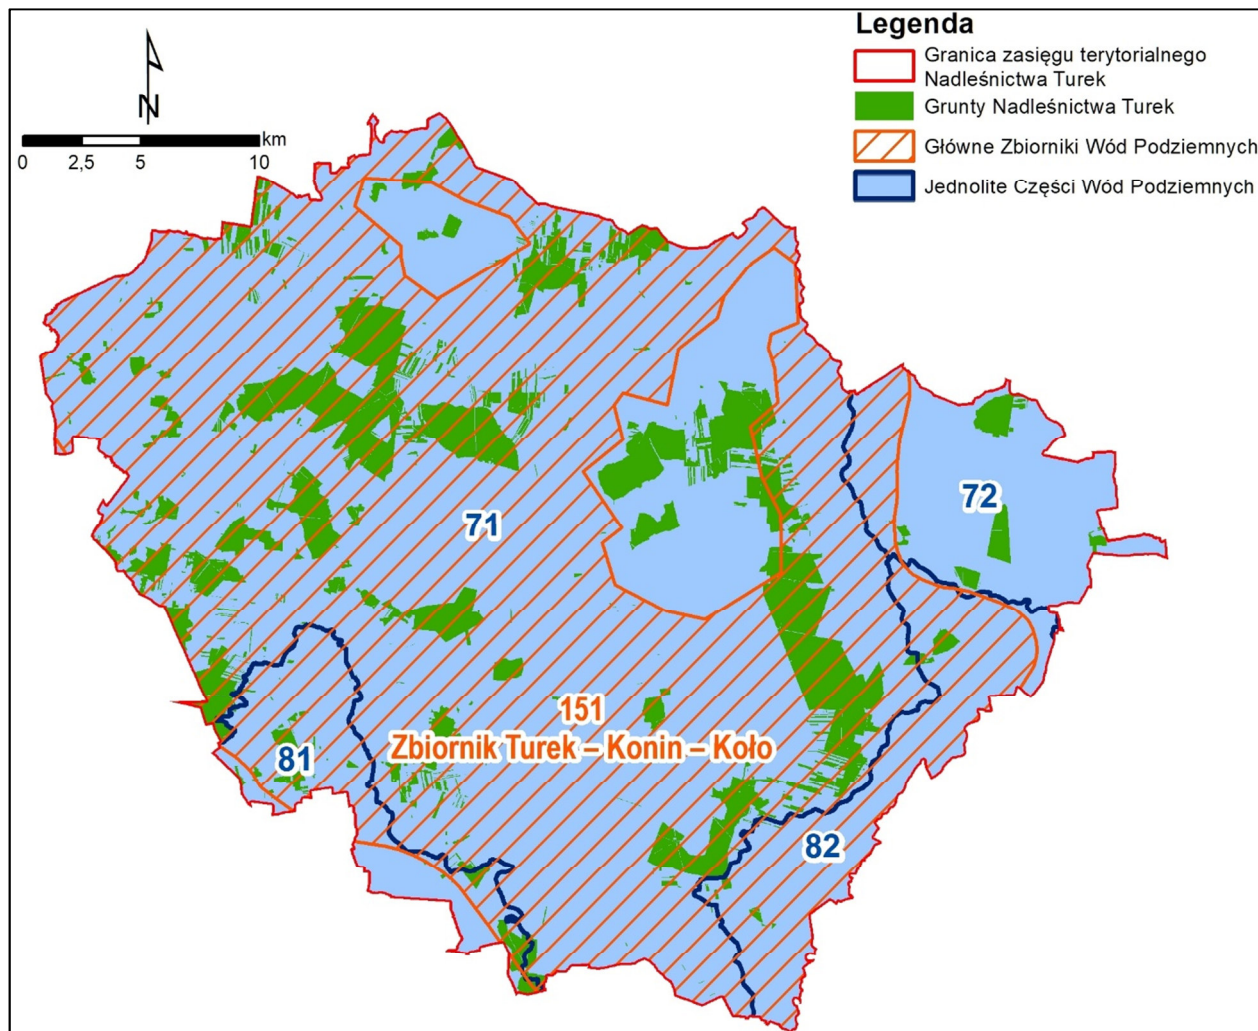 Legenda
Granica zasięgu terytorialnego
Nadleśnictwa Turek
Grunty Nadleśnictwa Turek
Główne Zbiorniki Wód Podziemnych
Jednolite Części Wód Podziemnych
N
km
0 2,5 5 10
72
71
151
Zbiornik Turek – Konin – Koło
81
82